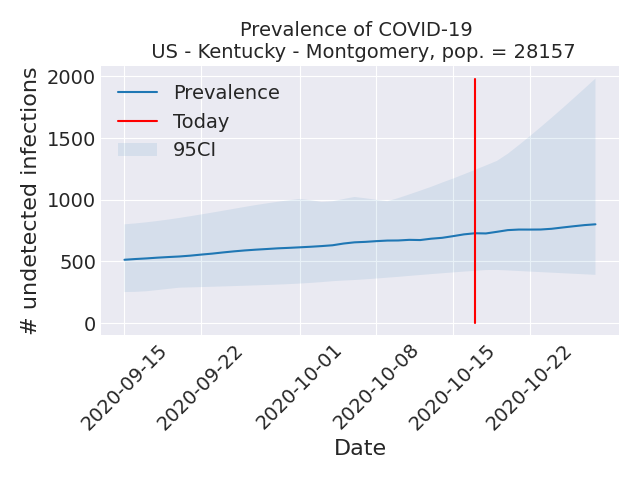 Prevalence of COVID-19
US - Kentucky - Montgomery, pop. = 28157
# undetected infections
2000
1500
1000
500
0
Prevalence
Today
95CI
2020-09-15
2020-09-22
2020-10-01
2020-10-08
2020-10-15
2020-10-22
Date